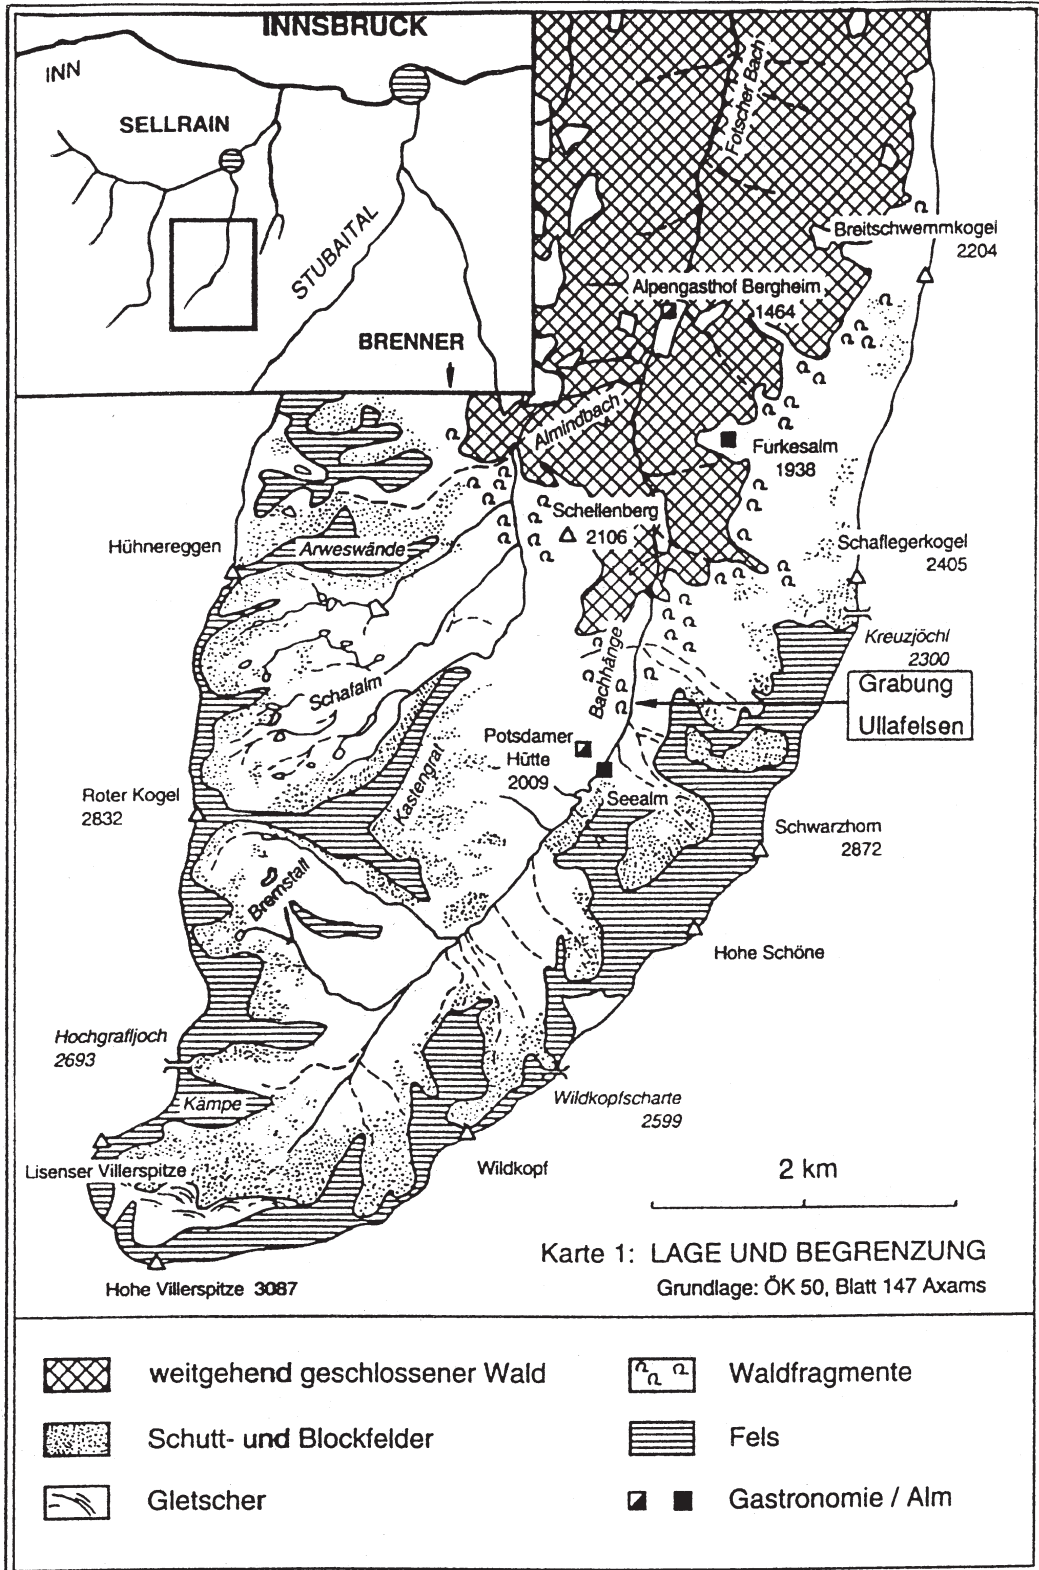 INNSBRUCK
INN
SELLRAIN
STUBAITAL
BRENNER
Fotscher Bach
Breitschwemmkogel
2204
Alpengasthof Bergheim
1464
Almindbach
Furkesalm
1938
Schellenberg
2106
Hühnereggen
Arweswände
Schaflegerkogel
2405
Kreuzjöchl
2300
Grabung
Ullafelsen
Bachhänge
Schafalm
Kastengrat
Potsdamer
Hütte
2009
Seealm
Roter Kogel
2832
Schwarzhorn
2872
Bremstall
Hohe Schöne
Hochgrafljoch
2693
Kämpe
Wildkopfscharte
2599
Lisenser Villerspitze
Wildkopf
2 km
Hohe Villerspitze 3087
Karte 1: LAGE UND BEGRENZUNG
Grundlage: ÖK 50, Blatt 147 Axams
weitgehend geschlossener Wald
Waldfragmente
Schutt- und Blockfelder
Fels
Gletscher
Gastronomie / Alm